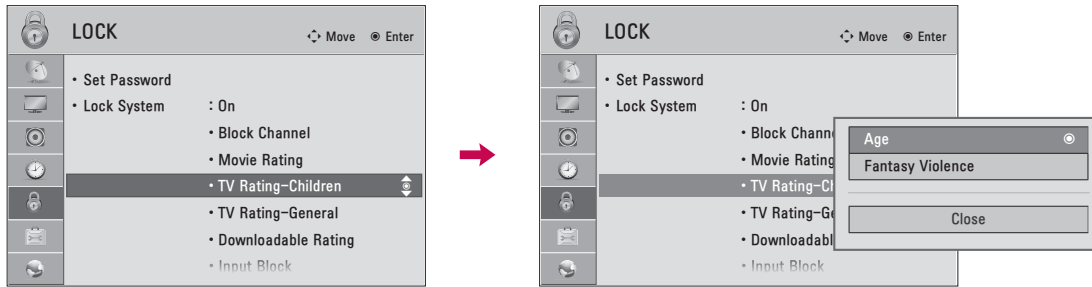 LOCK
Move Enter
• Set Password
• Lock System : On
• Block Channel
• Movie Rating
• TV Rating-Children
• TV Rating-General
• Downloadable Rating
• Input Block
LOCK
Move Enter
• Set Password
• Lock System : On
• Block Chann
• Movie Rating
• TV Rating-Ch
• TV Rating-Ge
• Downloadabl
• Input Block
Age
Fantasy Violence
Close